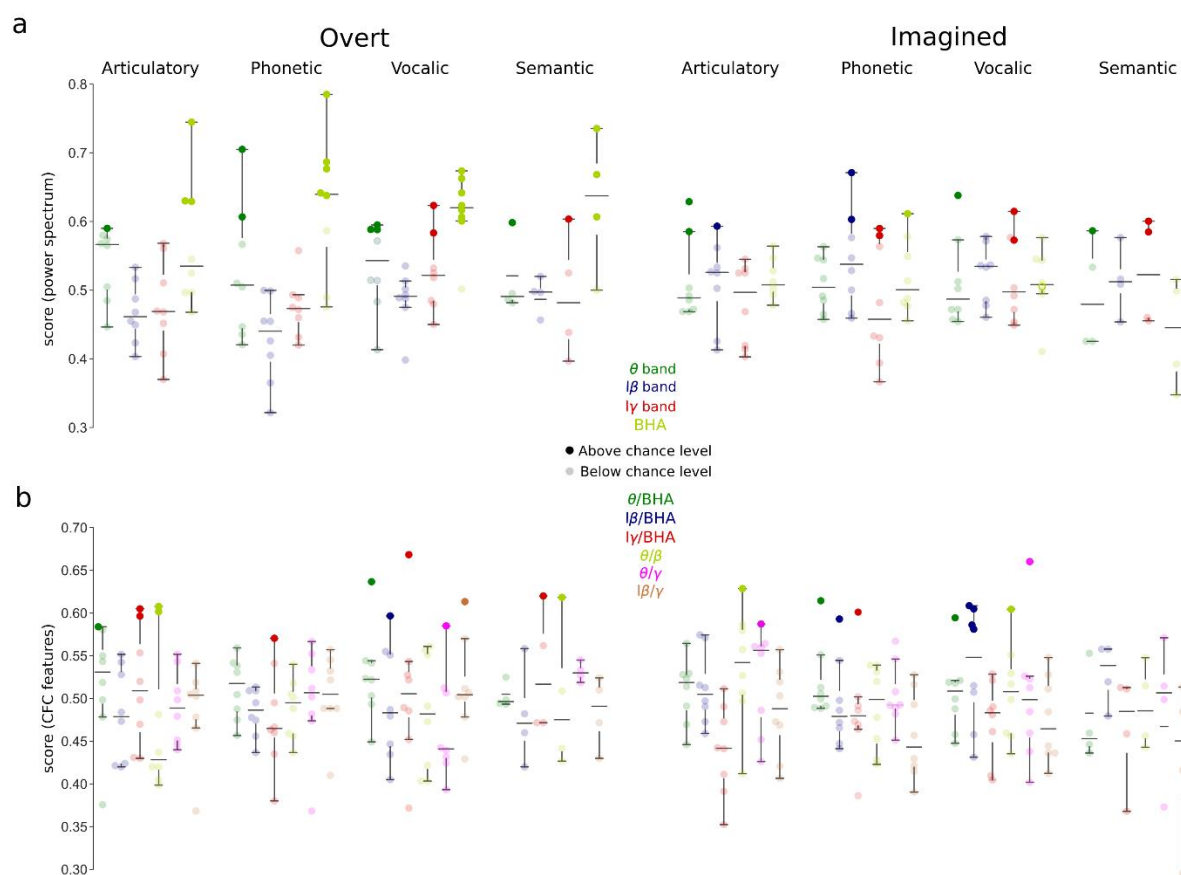 a
Overt Imagined
Articulatory Phonetic Vocalic Semantic Articulatory Phonetic Vocalic Semantic
score (power spectrum)
0.8
0.7
0.6
0.5
0.4
0.3
θ band
lβ band
lγ band
BHA
Above chance level
Below chance level
b
θ/BHA
lβ/BHA
lγ/BHA
θ/β
θ/γ
lβ/γ
score (CFC features)
0.70
0.65
0.60
0.55
0.50
0.45
0.40
0.35
0.30